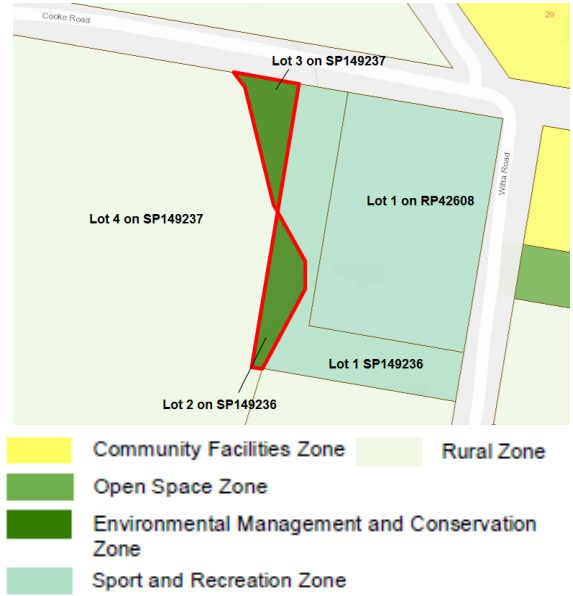 Cooke Road
20
Lot 3 on SP149237
Lot 1 on RP42608
Witta Road
Lot 4 on SP149237
Lot 1 SP149236
Lot 2 on SP149236
Community Facilities Zone
Rural Zone
Open Space Zone
Environmental Management and Conservation
Zone
Sport and Recreation Zone